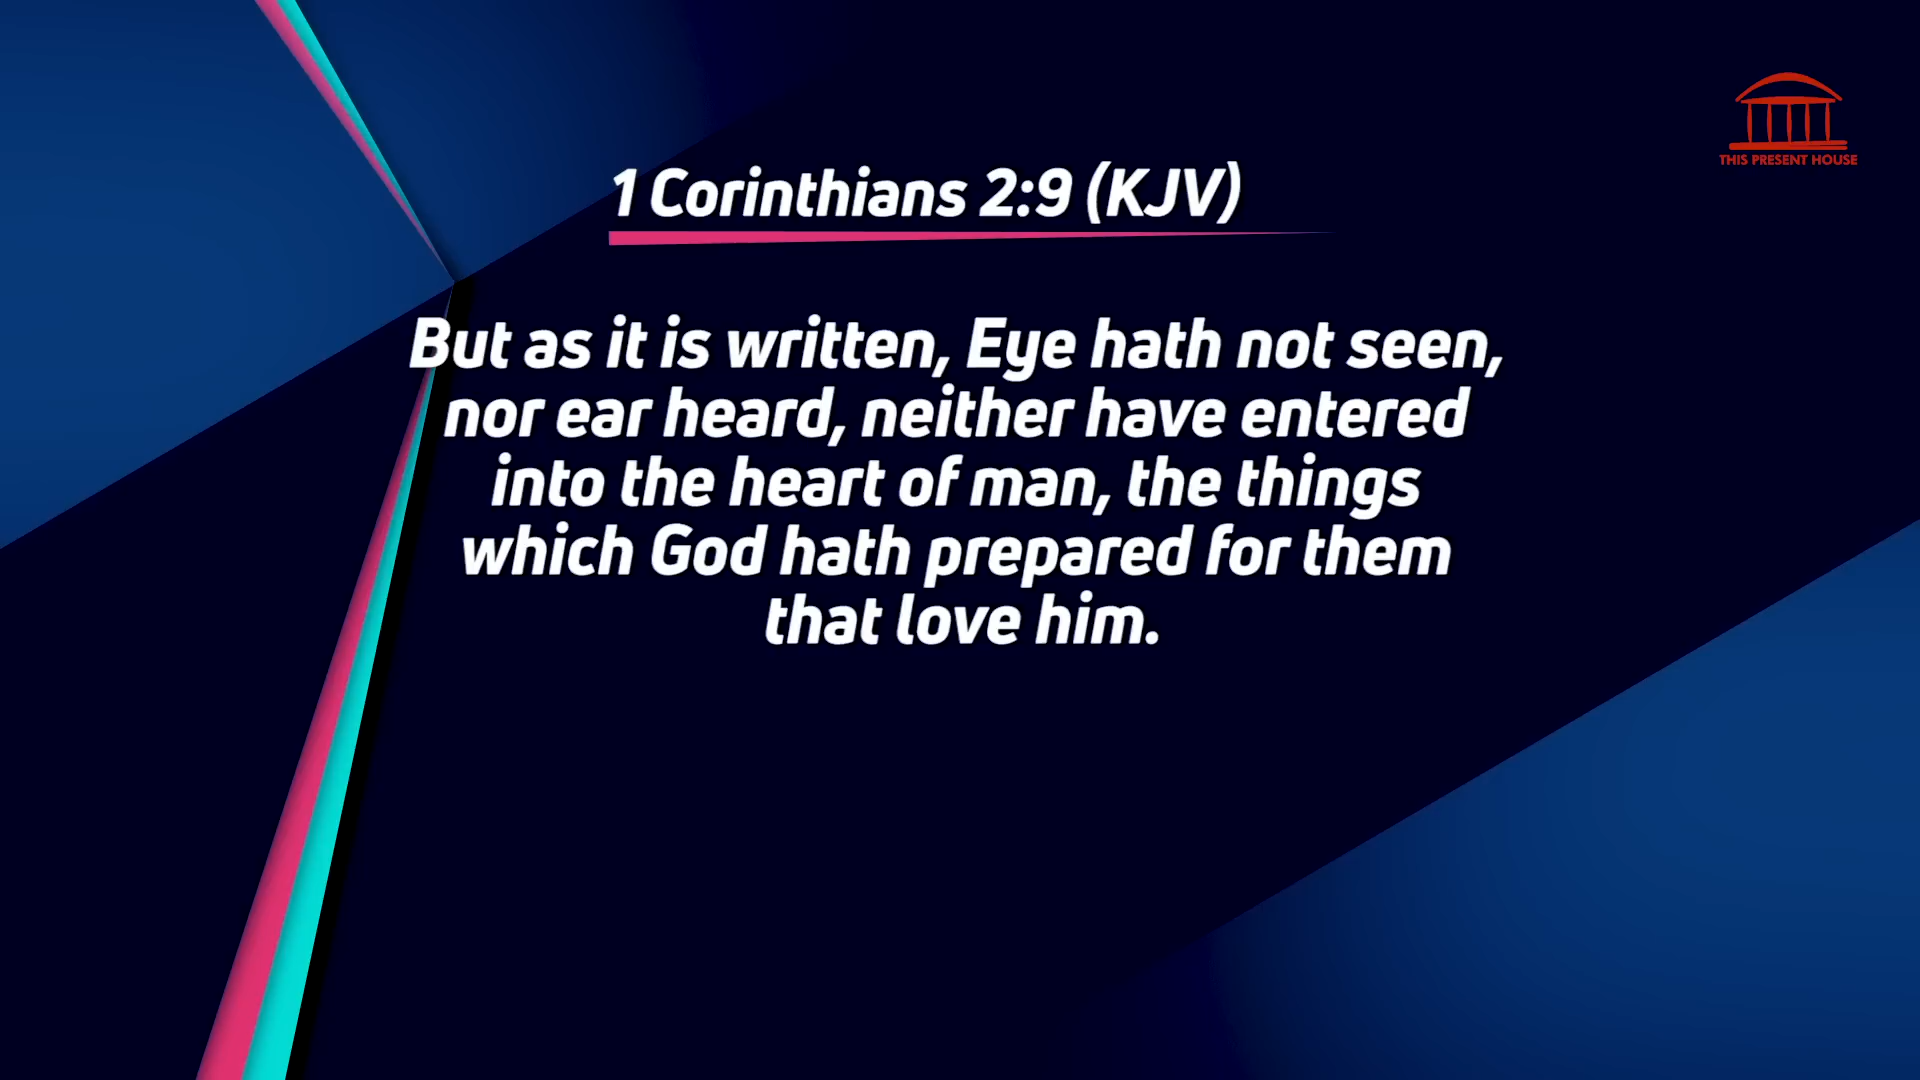 THIS PRESENT HOUSE
1 Corinthians 2:9 (KJV)
But as it is written, Eye hath not seen,
nor ear heard, neither have entered
into the heart of man, the things
which God hath prepared for them
that love him.